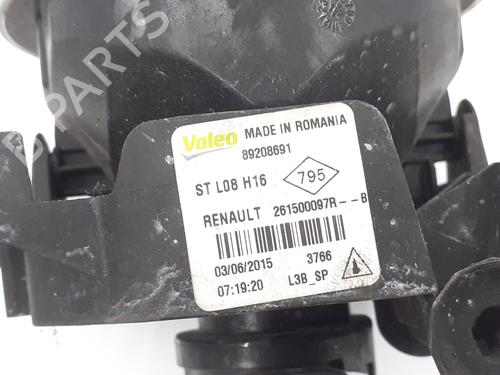 Valeo MADE IN ROMANIA
89208691
ST L08 H16 795
RENAULT 261500097R--B
03/06/2015 3766
07:19:20 L3B_SP